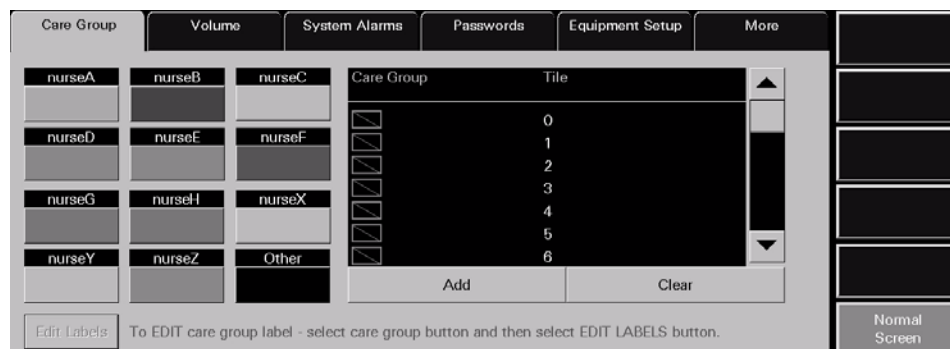 Care Group Volume System Alarms Passwords Equipment Setup More
nurseA nurseB nurseC
nurseD nurseE nurseF
nurseG nurseH nurseX
nurseY nurseZ Other
Care Group Tile
0
1
2
3
4
5
6
Add Clear
Edit Labels To EDIT care group label - select care group button and then select EDIT LABELS button.
Normal
Screen